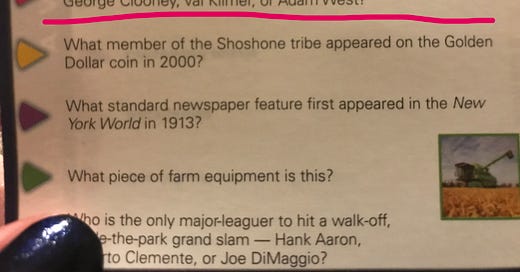 George Clooney, Val Kilmer, or Adam West?
What member of the Shoshone tribe appeared on the Golden
Dollar coin in 2000?
What standard newspaper feature first appeared in the New
York World in 1913?
What piece of farm equipment is this?
Who is the only major-leaguer to hit a walk-off,
-the-park grand slam — Hank Aaron,
Clemente, or Joe DiMaggio?